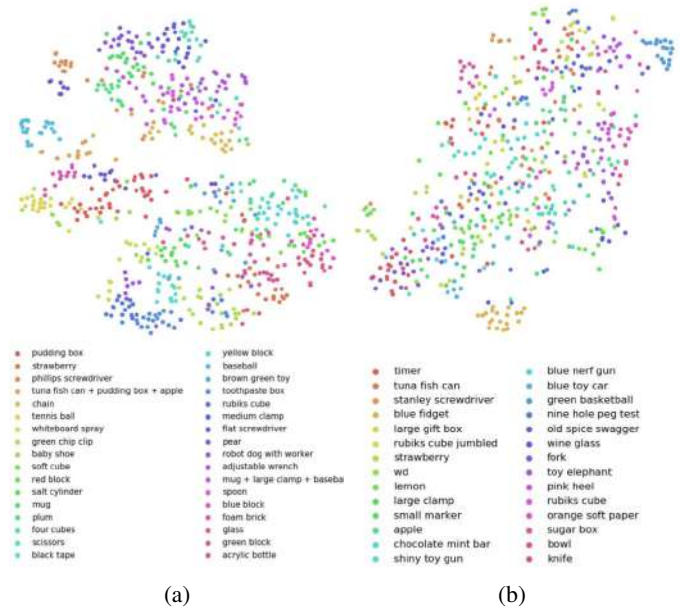 pudding box
strawberry
phillips screwdriver
tuna fish can + pudding box + apple
chain
tennis ball
whiteboard spray
green chip clip
baby shoe
soft cube
red block
salt cylinder
mug
plum
four cubes
scissors
black tape
yellow block
baseball
brown green toy
toothpaste box
rubiks cube
medium clamp
flat screwdriver
pear
robot dog with worker
adjustable wrench
mug + large clamp + baseba
spoon
blue block
foam brick
glass
green block
acrylic bottle
(a)
timer
tuna fish can
stanley screwdriver
blue fidget
large gift box
rubiks cube jumbled
strawberry
wd
lemon
large clamp
small marker
apple
chocolate mint bar
shiny toy gun
blue nerf gun
blue toy car
green basketball
nine hole peg test
old spice swagger
wine glass
fork
toy elephant
pink heel
rubiks cube
orange soft paper
sugar box
bowl
knife
(b)